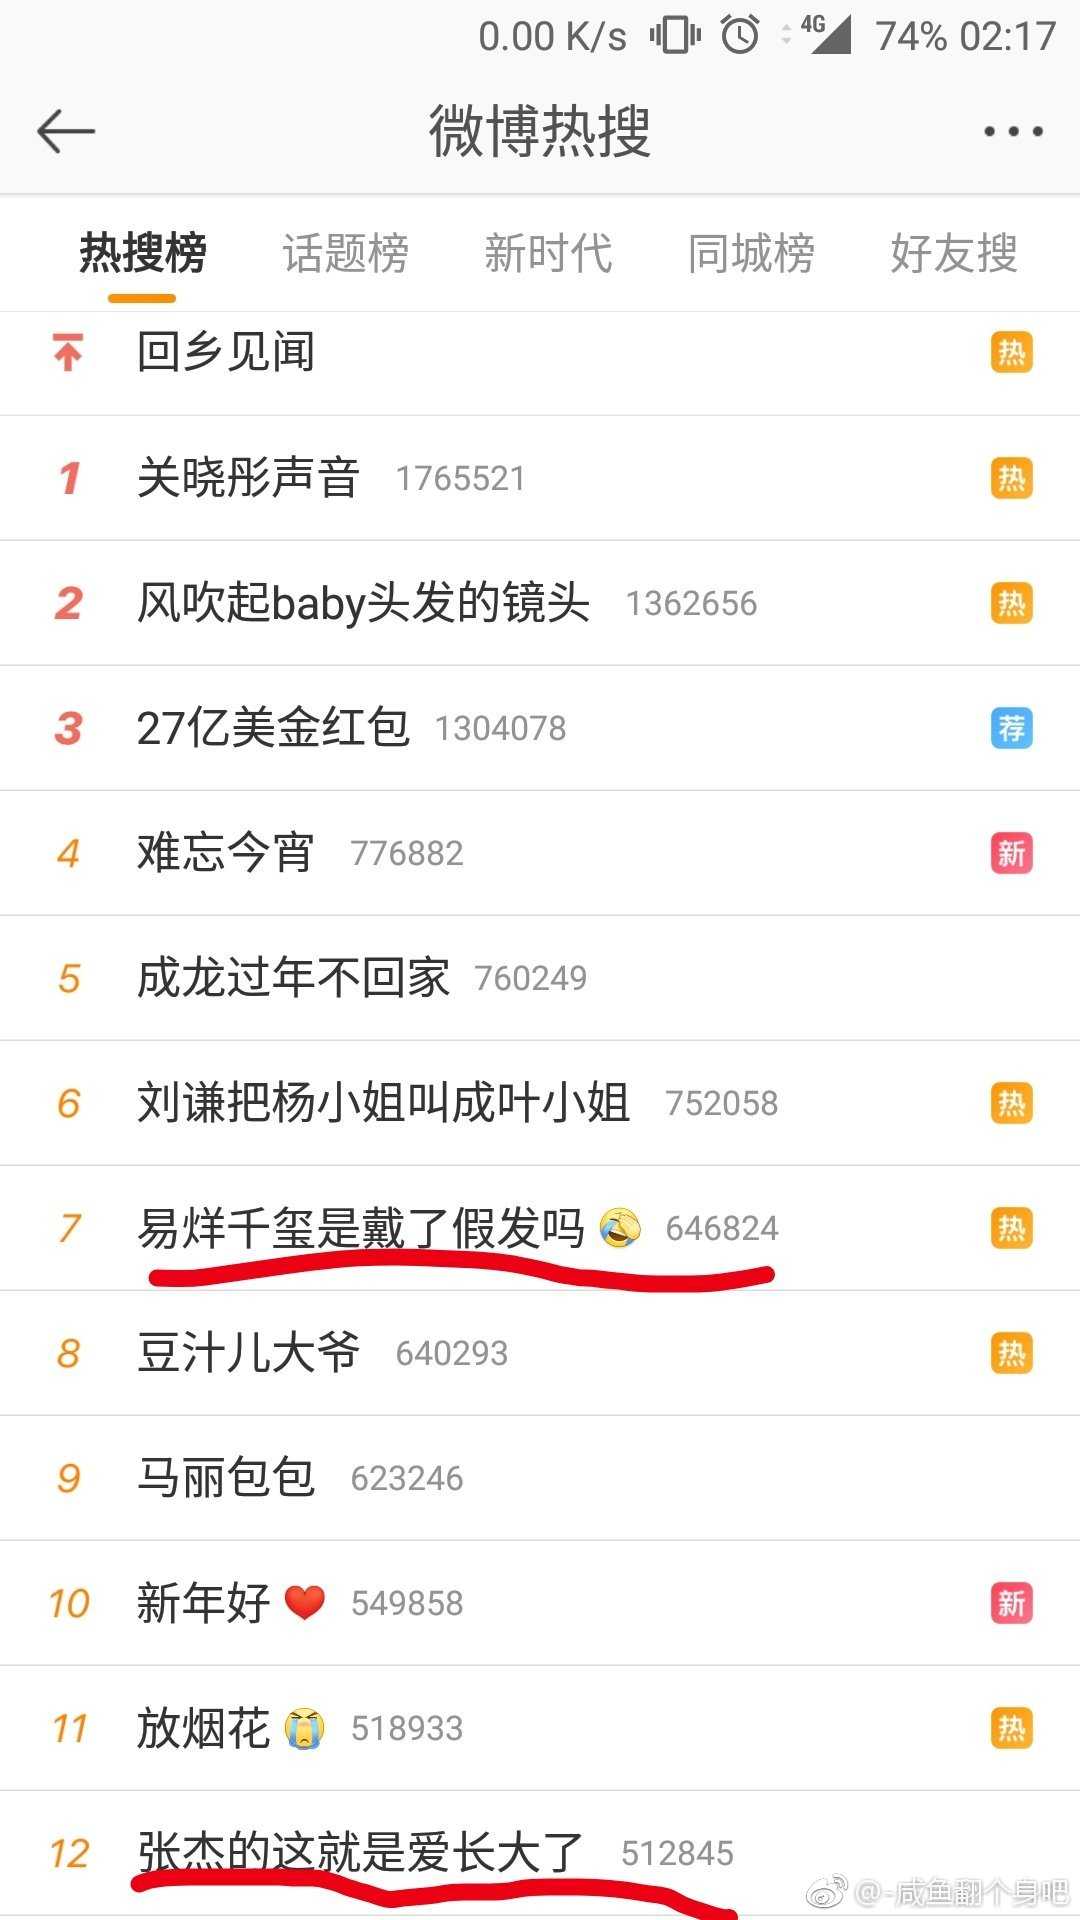 0.00 K/s 4G 74% 02:17
微博热搜
热搜榜 话题榜 新时代 同城榜 好友搜
回乡见闻 热
1 关晓彤声音 1765521 热
2 风吹起baby头发的镜头 1362656 热
3 27亿美金红包 1304078 荐
4 难忘今宵 776882 新
5 成龙过年不回家 760249
6 刘谦把杨小姐叫成叶小姐 752058 热
7 易烊千玺是戴了假发吗 🤣 646824 热
8 豆汁儿大爷 640293 热
9 马丽包包 623246
10 新年好 ❤️ 549858 新
11 放烟花 😭 518933 热
12 张杰的这就是爱长大了 512845
@-咸鱼翻个身吧